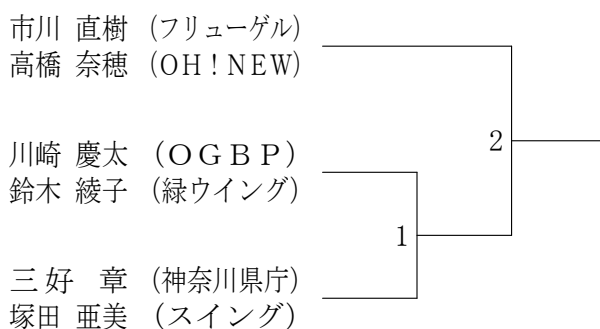 市川 直樹 （フリューゲル）
高橋 奈穂 （OH！NEW）
2
川崎 慶太 （ＯＧＢＰ）
鈴木 綾子 （緑ウイング）
1
三好 章 （神奈川県庁）
塚田 亜美 （スイング）